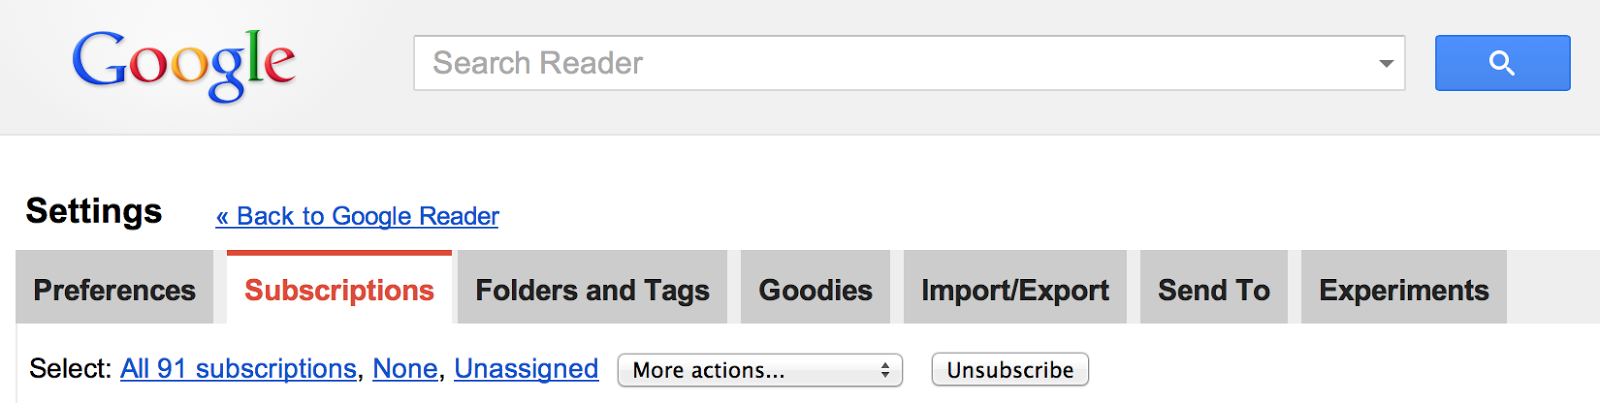 Google
Search Reader
Settings « Back to Google Reader
Preferences Subscriptions Folders and Tags Goodies Import/Export Send To Experiments
Select: All 91 subscriptions, None, Unassigned More actions... Unsubscribe